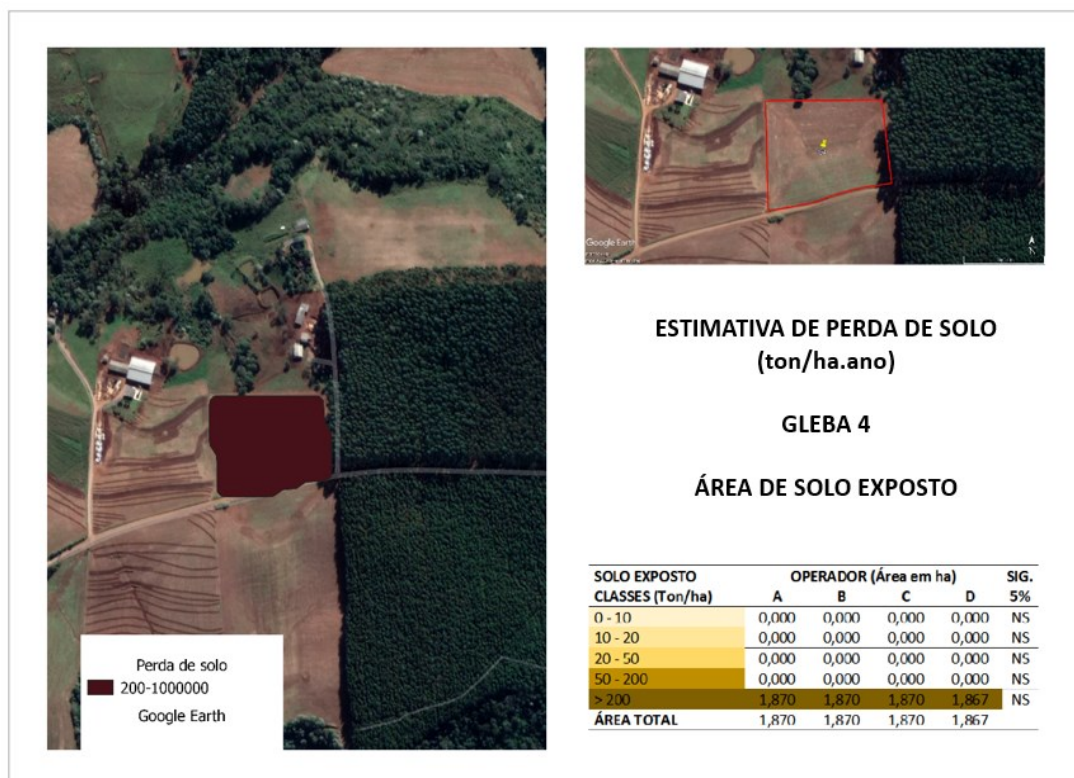 Perda de solo
200-1000000
Google Earth
Google Earth
N
ESTIMATIVA DE PERDA DE SOLO
(ton/ha.ano)
GLEBA 4
ÁREA DE SOLO EXPOSTO
SOLO EXPOSTO OPERADOR (Área em ha) SIG.
CLASSES (Ton/ha) A B C D 5%
0 - 10 0,000 0,000 0,000 0,000 NS
10 - 20 0,000 0,000 0,000 0,000 NS
20 - 50 0,000 0,000 0,000 0,000 NS
50 - 200 0,000 0,000 0,000 0,000 NS
> 200 1,870 1,870 1,870 1,867 NS
ÁREA TOTAL 1,870 1,870 1,870 1,867